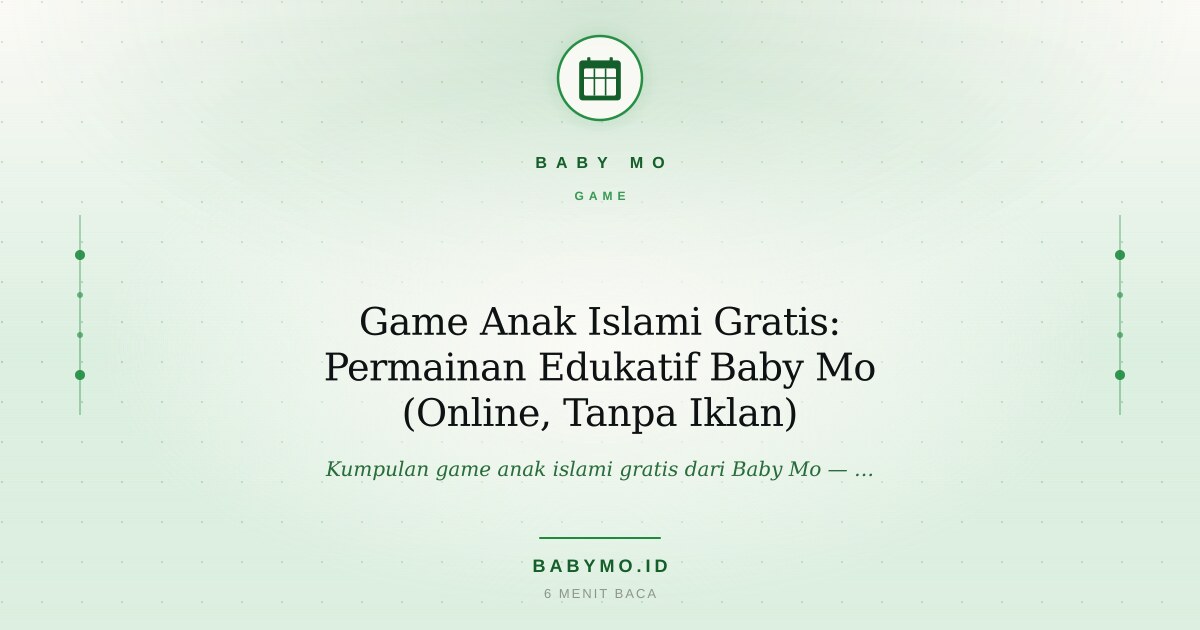 BABY MO
GAME
Game Anak Islami Gratis:
Permainan Edukatif Baby Mo
(Online, Tanpa Iklan)
Kumpulan game anak islami gratis dari Baby Mo — ...
BABYMO.ID
6 MENIT BACA